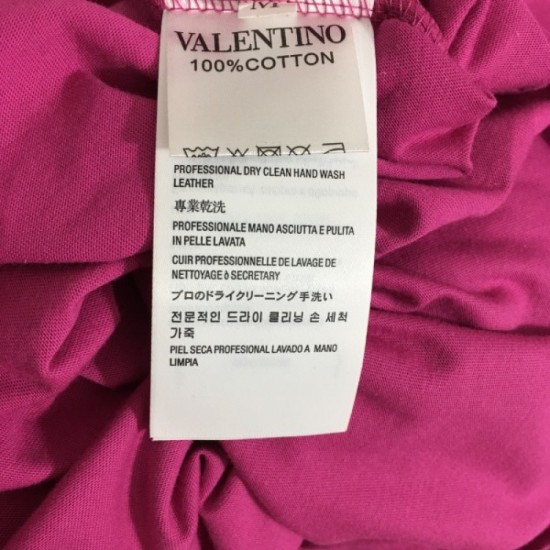 M
VALENTINO
100%COTTON
PROFESSIONAL DRY CLEAN HAND WASH
LEATHER
專業乾洗
PROFESSIONALE MANO ASCIUTTA E PULITA
IN PELLE LAVATA
CUIR PROFESSIONNELLE DE LAVAGE DE
NETTOYAGE ò SECRETARY
プロのドライクリーニング手洗い
전문적인 드라이 클리닝 손 세척
가죽
PIEL SECA PROFESIONAL LAVADO A MANO
LIMPIA